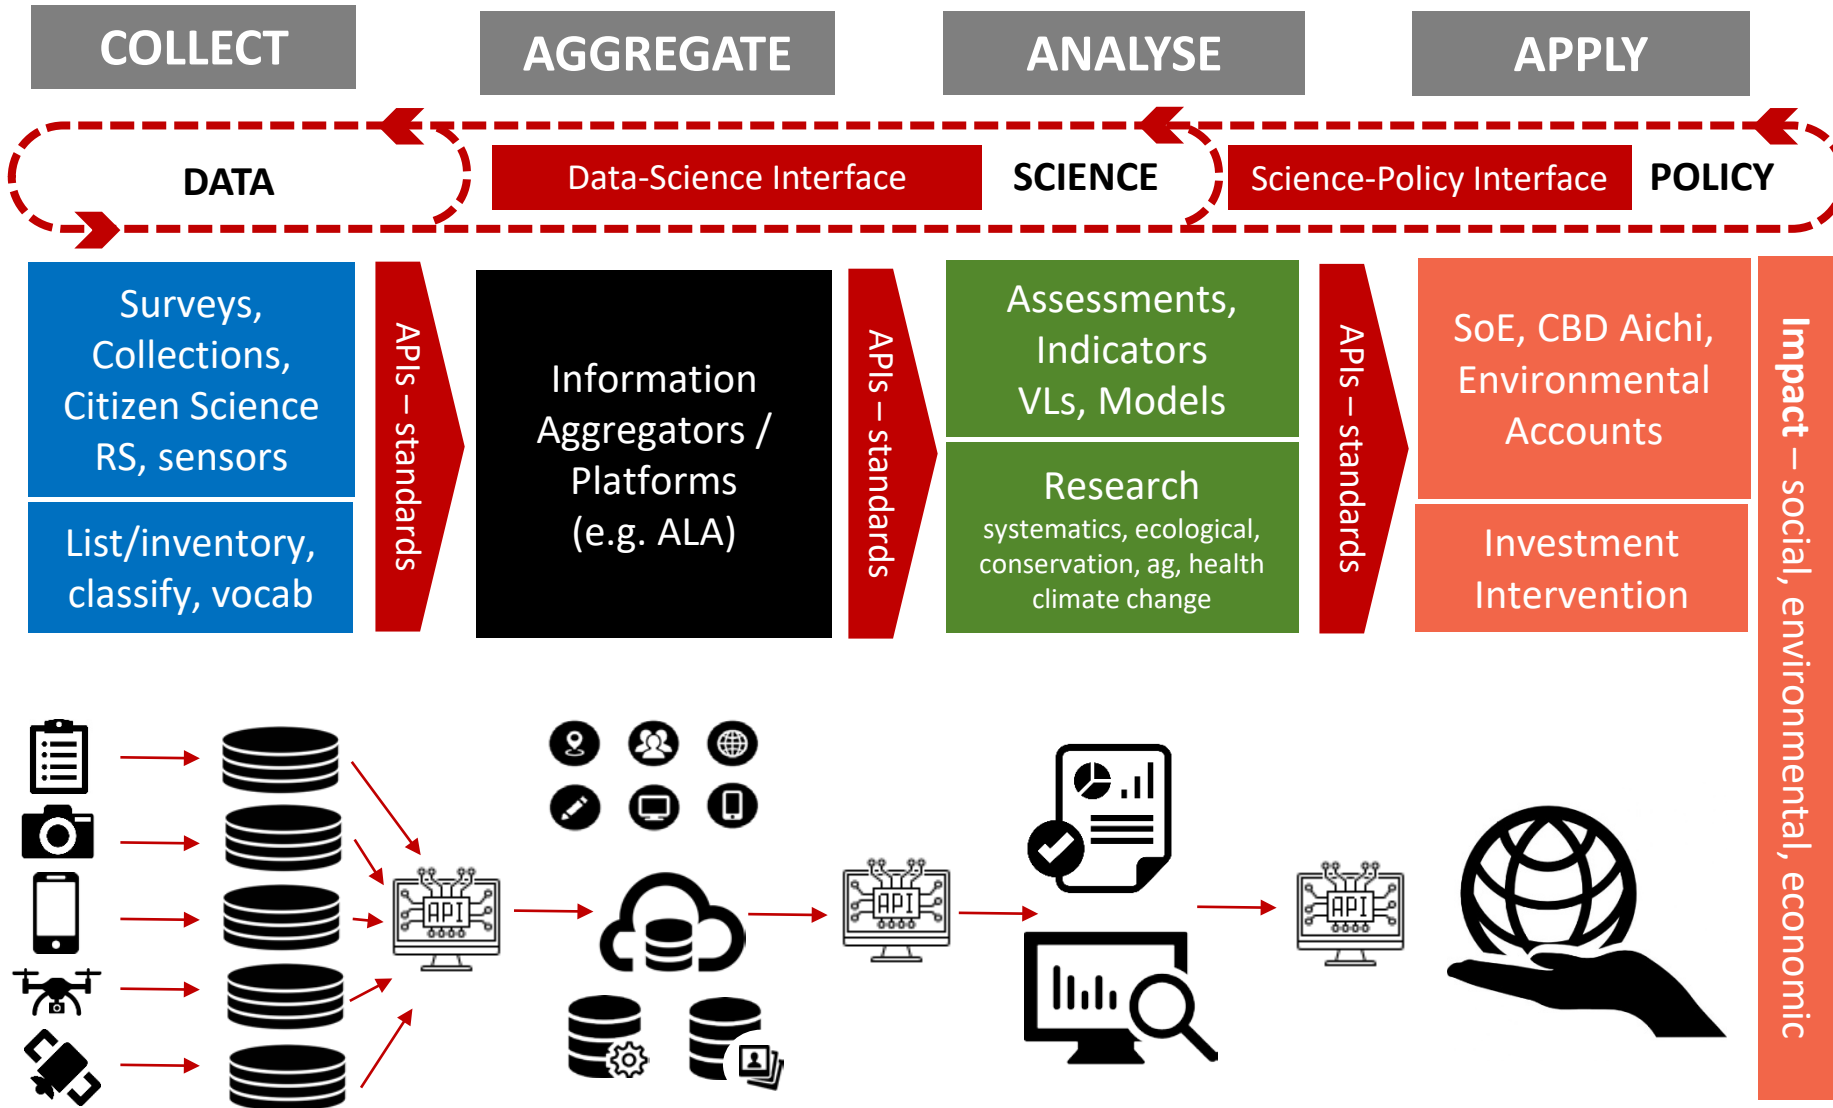 COLLECT
AGGREGATE
ANALYSE
APPLY
DATA
Data-Science Interface
SCIENCE
Science-Policy Interface
POLICY
Surveys,
Collections,
Citizen Science
RS, sensors
List/inventory,
classify, vocab
APIs – standards
Information
Aggregators /
Platforms
(e.g. ALA)
APIs – standards
Assessments,
Indicators
VLs, Models
Research
systematics, ecological,
conservation, ag, health
climate change
APIs – standards
SoE, CBD Aichi,
Environmental
Accounts
Investment
Intervention
Impact – social, environmental, economic
API
API
API